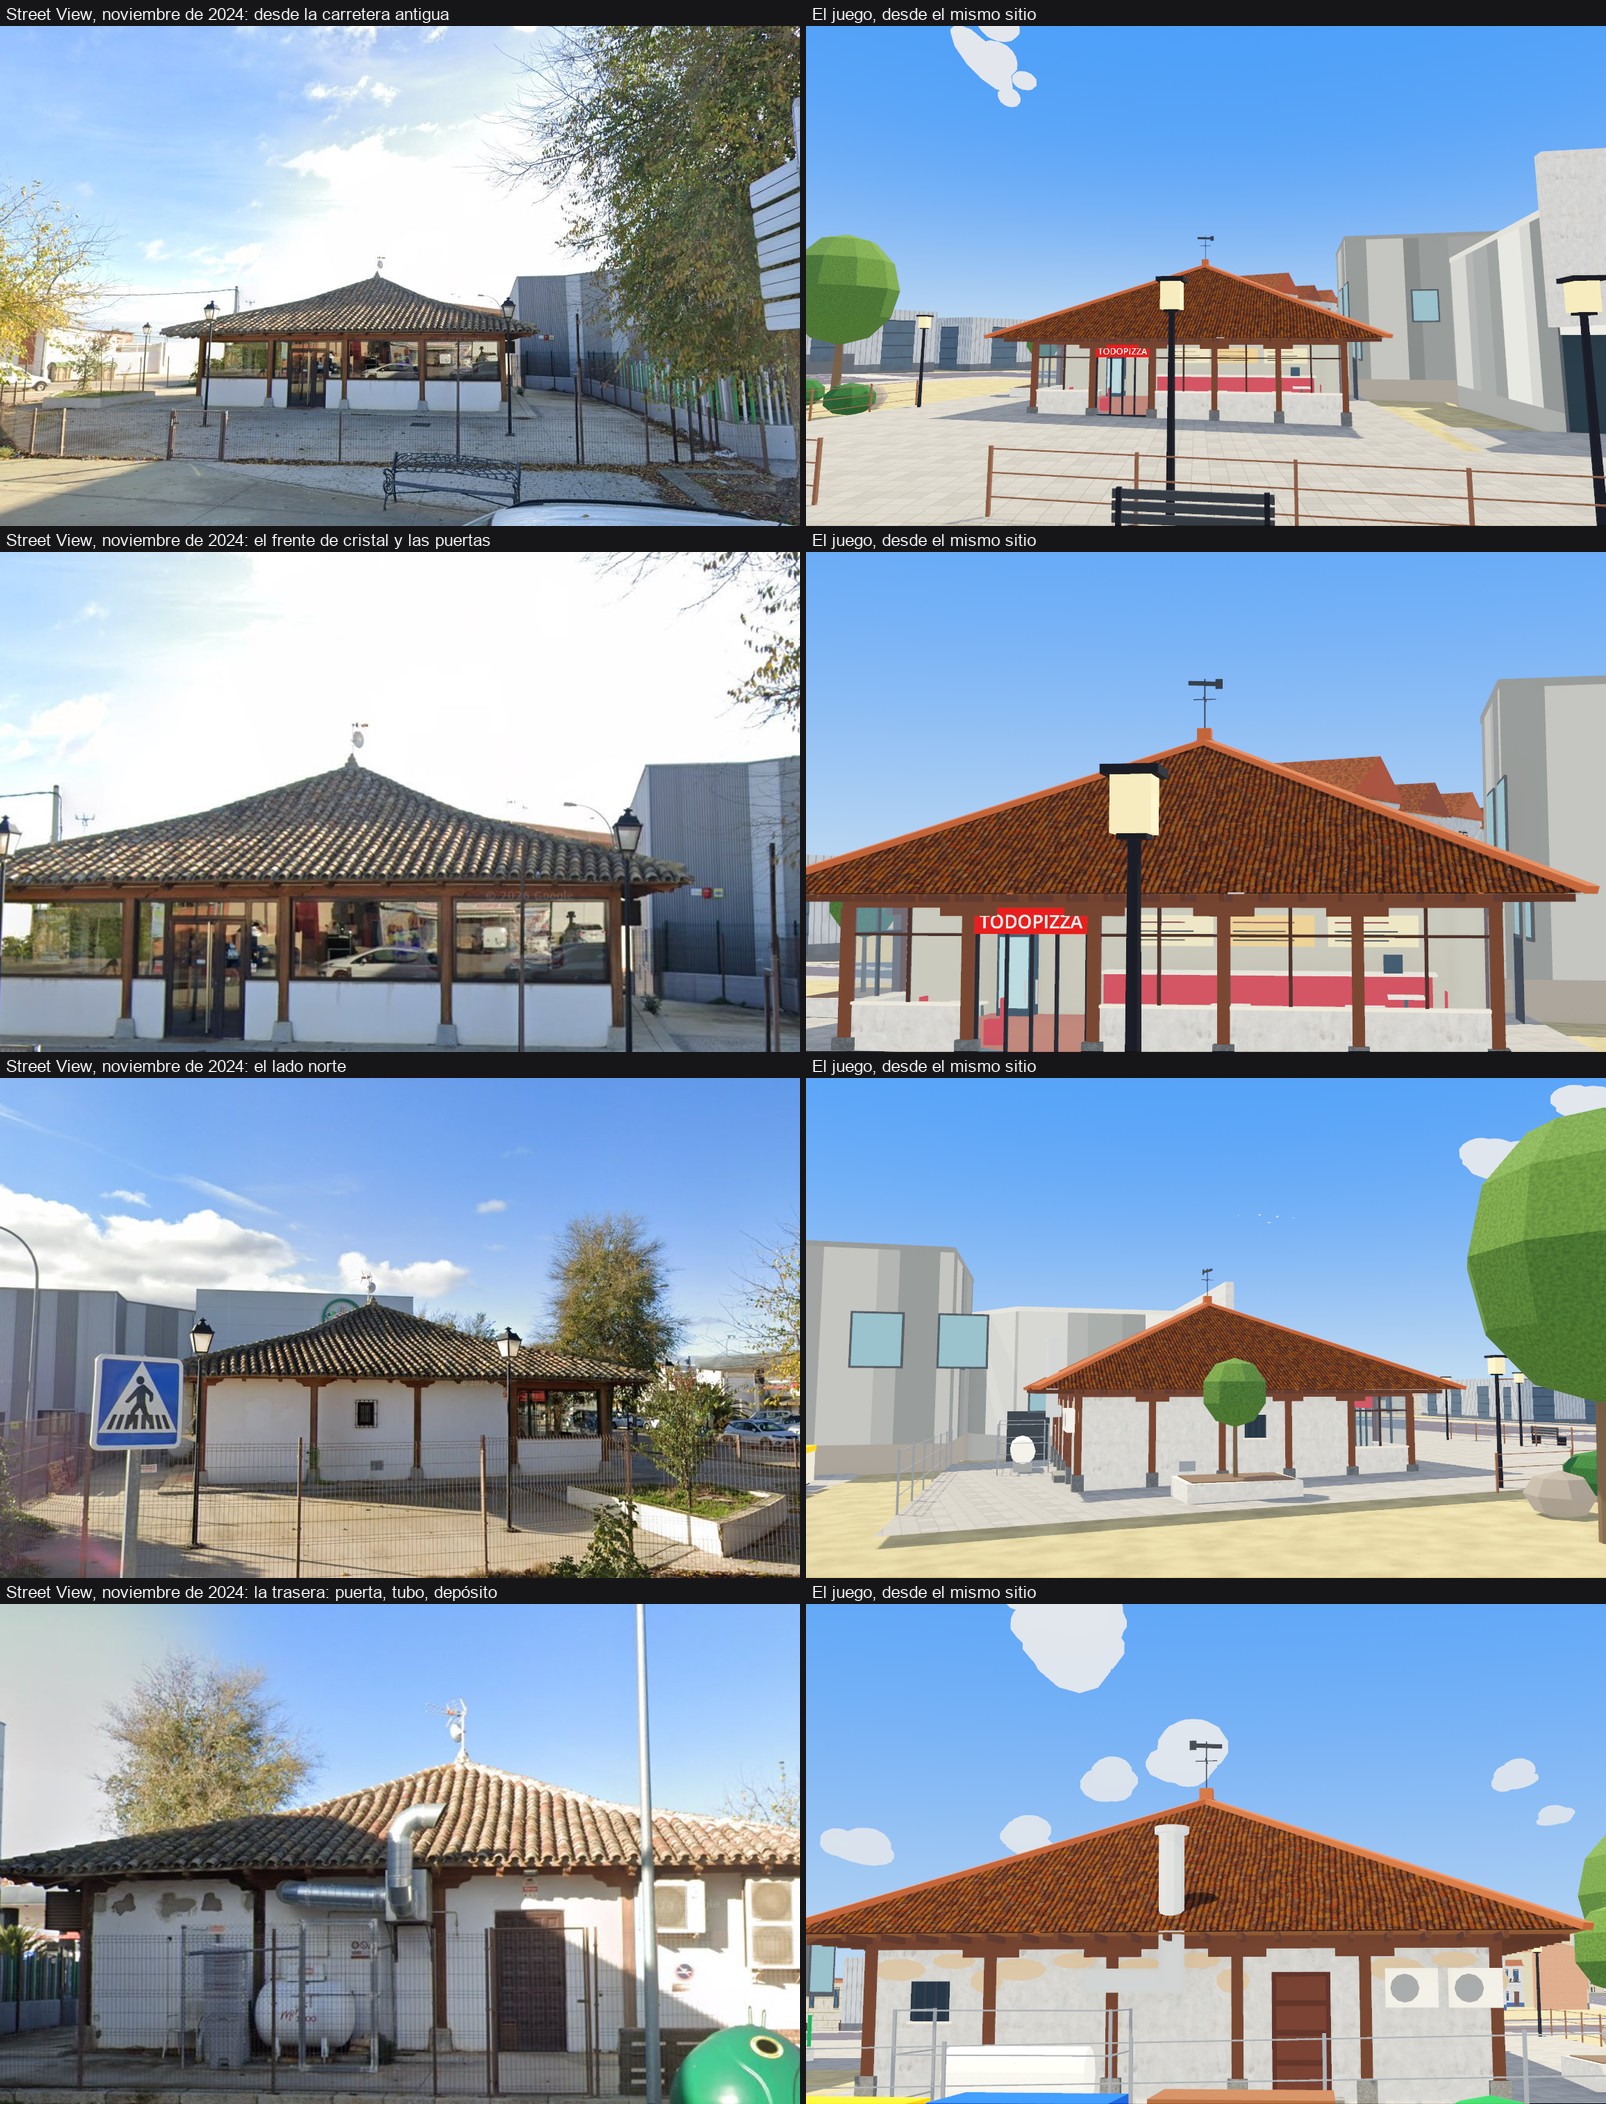 Street View, noviembre de 2024: desde la carretera antigua
El juego, desde el mismo sitio
TODOPIZZA
Street View, noviembre de 2024: el frente de cristal y las puertas
El juego, desde el mismo sitio
© 2026 Google
TODOPIZZA
Street View, noviembre de 2024: el lado norte
El juego, desde el mismo sitio
Street View, noviembre de 2024: la trasera: puerta, tubo, depósito
El juego, desde el mismo sitio